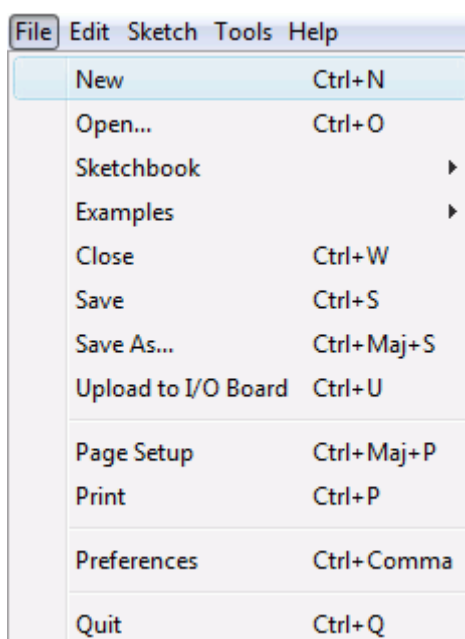 File Edit Sketch Tools Help
New Ctrl+N
Open... Ctrl+O
Sketchbook
Examples
Close Ctrl+W
Save Ctrl+S
Save As... Ctrl+Maj+S
Upload to I/O Board Ctrl+U
Page Setup Ctrl+Maj+P
Print Ctrl+P
Preferences Ctrl+Comma
Quit Ctrl+Q